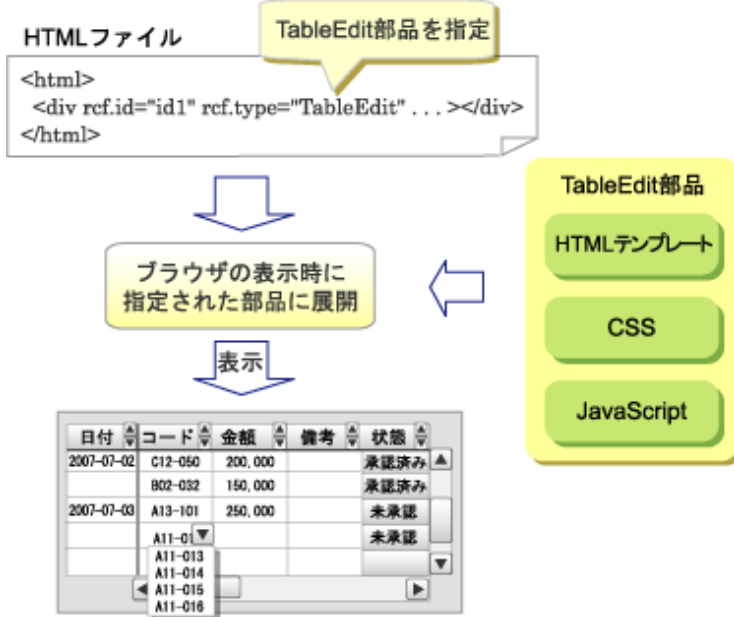 HTMLファイル
TableEdit部品を指定
<html>
<div rcf.id="id1" rcf.type="TableEdit" . . . ></div>
</html>
TableEdit部品
HTMLテンプレート
CSS
JavaScript
ブラウザの表示時に
指定された部品に展開
表示
日付 コード 金額 備考 状態
2007-07-02 C12-050 200,000 承認済み
B02-032 150,000 承認済み
2007-07-03 A13-101 250,000 未承認
未承認
A11-013
A11-014
A11-015
A11-016